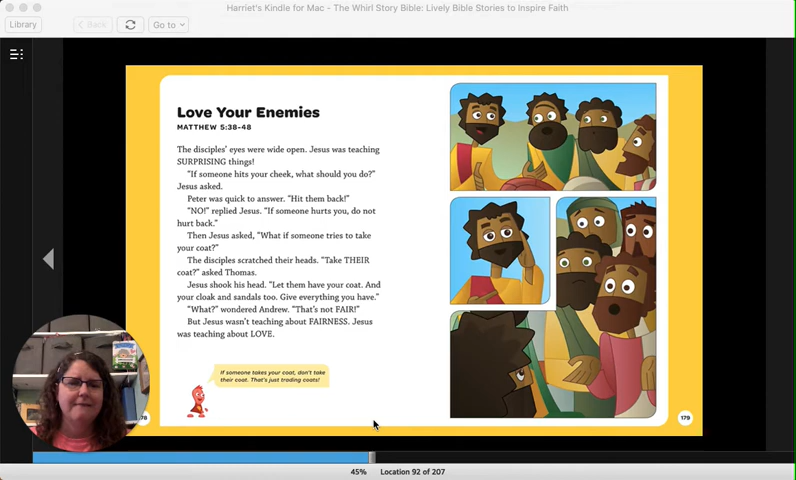 Harriet's Kindle for Mac - The Whirl Story Bible: Lively Bible Stories to Inspire Faith
Library
Back
Go to
Love Your Enemies
MATTHEW 5:38-48
The disciples' eyes were wide open. Jesus was teaching
SURPRISING things!
"If someone hits your cheek, what should you do?"
Jesus asked.
Peter was quick to answer. "Hit them back!"
"NO!" replied Jesus. "If someone hurts you, do not
hurt back."
Then Jesus asked, "What if someone tries to take
your coat?"
The disciples scratched their heads. "Take THEIR
coat?" asked Thomas.
Jesus shook his head. "Let them have your coat. And
your cloak and sandals too. Give everything you have."
"What?" wondered Andrew. "That's not FAIR!"
But Jesus wasn't teaching about FAIRNESS. Jesus
was teaching about LOVE.
If someone takes your coat, don't take
their coat. That's just trading coats!
78
179
45%
Location 92 of 207